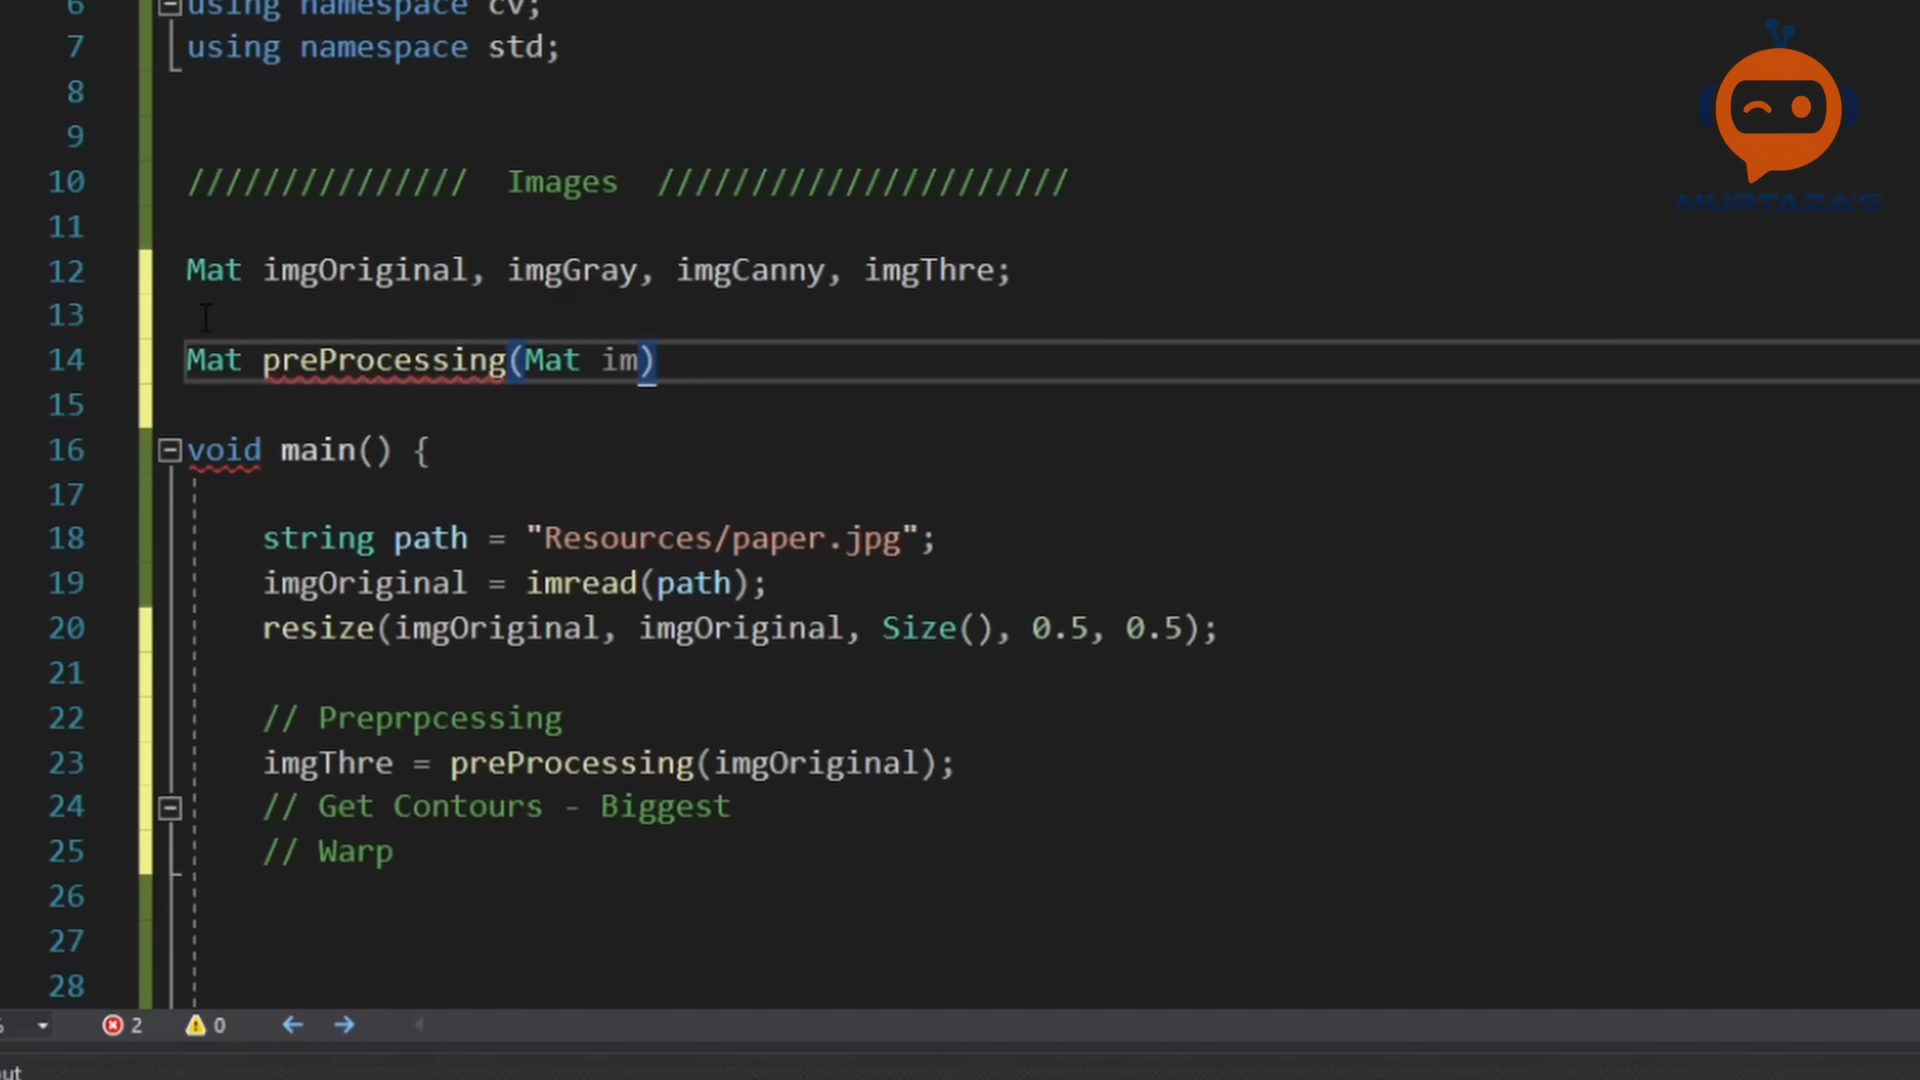 6 using namespace cv;
7 using namespace std;
8
9
10 /////////////// Images //////////////////////
11
12 Mat imgOriginal, imgGray, imgCanny, imgThre;
13
14 Mat preProcessing(Mat im)
15
16 void main() {
17
18 string path = "Resources/paper.jpg";
19 imgOriginal = imread(path);
20 resize(imgOriginal, imgOriginal, Size(), 0.5, 0.5);
21
22 // Preprpcessing
23 imgThre = preProcessing(imgOriginal);
24 // Get Contours - Biggest
25 // Warp
26
27
28
2 0
MURTAZA'S